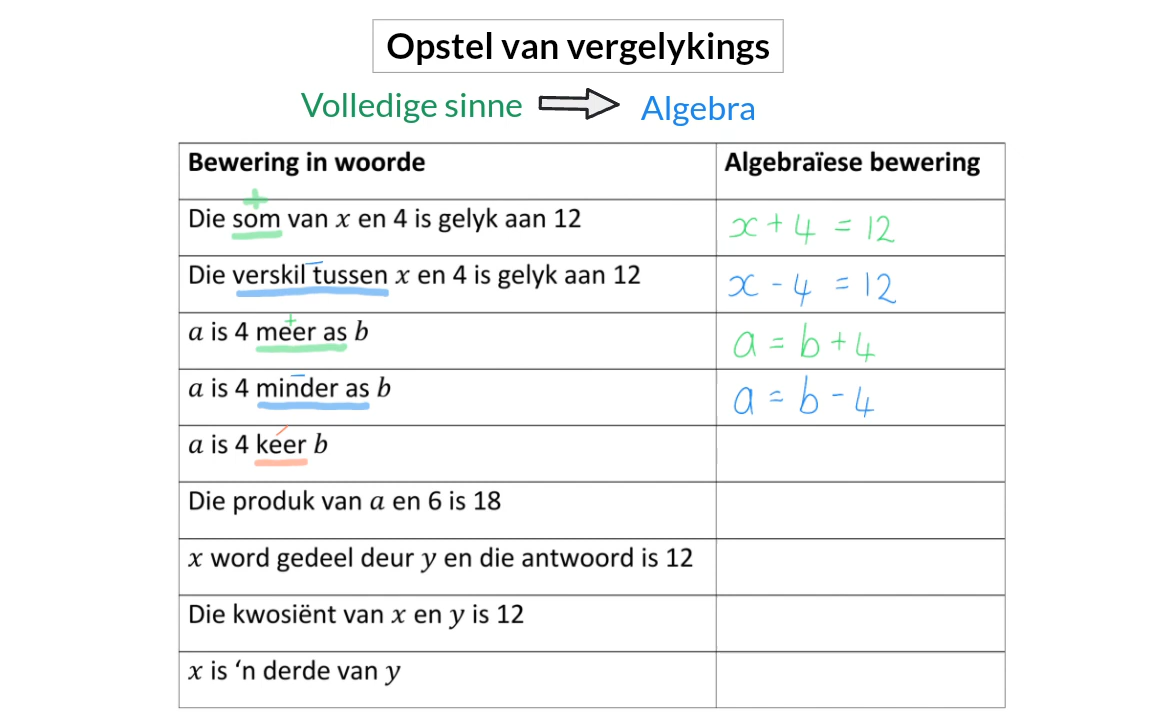 Opstel van vergelykings
Volledige sinne Algebra
Bewering in woorde Algebraïese bewering
+
Die som van x en 4 is gelyk aan 12 x + 4 = 12
−
Die verskil tussen x en 4 is gelyk aan 12 x - 4 = 12
+
a is 4 meer as b a = b + 4
−
a is 4 minder as b a = b - 4
a is 4 keer b
Die produk van a en 6 is 18
x word gedeel deur y en die antwoord is 12
Die kwosiënt van x en y is 12
x is ‘n derde van y